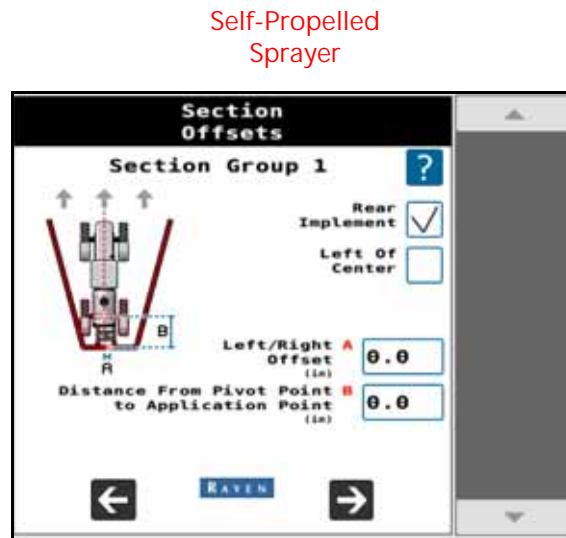 Self-Propelled
Sprayer
Section
Offsets
Section Group 1
?
Rear
Implement
Left Of
Center
B
A
Left/Right A
Offset
(in)
0.0
Distance From Pivot Point B
to Application Point
(in)
0.0
RAVEN